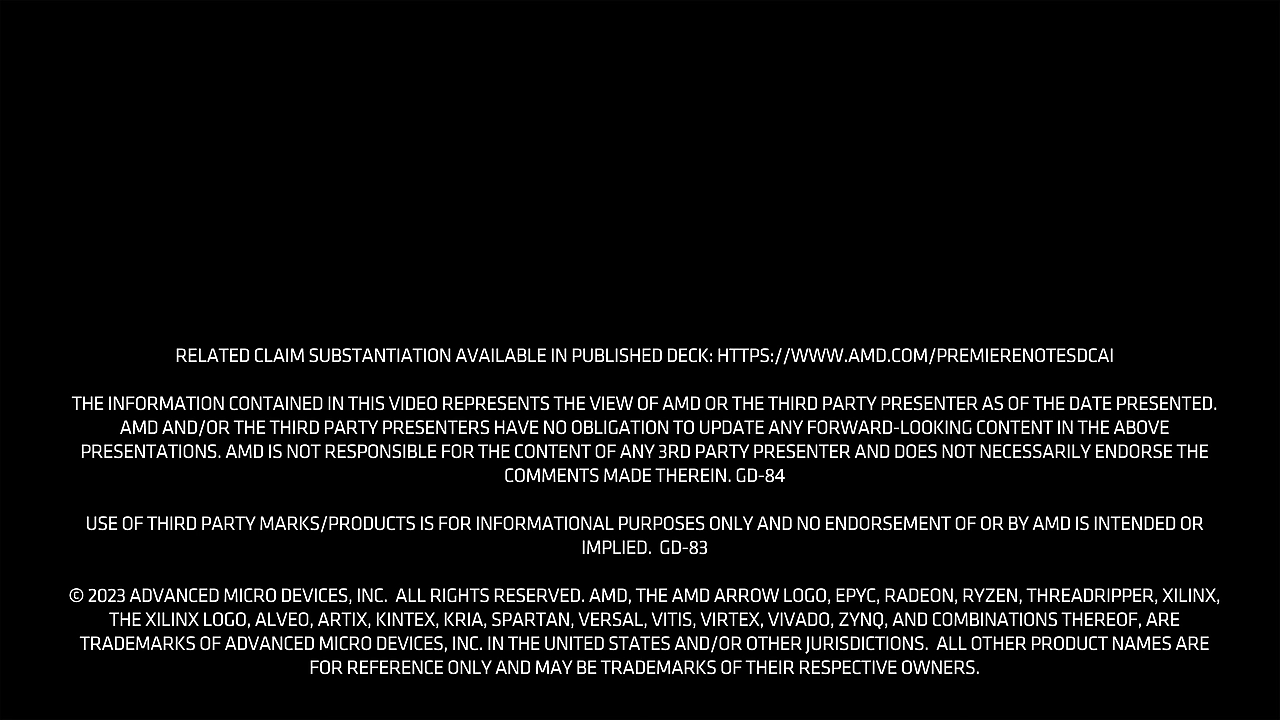 RELATED CLAIM SUBSTANTIATION AVAILABLE IN PUBLISHED DECK: HTTPS://WWW.AMD.COM/PREMIERENOTESDCAI
THE INFORMATION CONTAINED IN THIS VIDEO REPRESENTS THE VIEW OF AMD OR THE THIRD PARTY PRESENTER AS OF THE DATE PRESENTED.
AMD AND/OR THE THIRD PARTY PRESENTERS HAVE NO OBLIGATION TO UPDATE ANY FORWARD-LOOKING CONTENT IN THE ABOVE
PRESENTATIONS. AMD IS NOT RESPONSIBLE FOR THE CONTENT OF ANY 3RD PARTY PRESENTER AND DOES NOT NECESSARILY ENDORSE THE
COMMENTS MADE THEREIN. GD-84
USE OF THIRD PARTY MARKS/PRODUCTS IS FOR INFORMATIONAL PURPOSES ONLY AND NO ENDORSEMENT OF OR BY AMD IS INTENDED OR
IMPLIED.  GD-83
© 2023 ADVANCED MICRO DEVICES, INC.  ALL RIGHTS RESERVED. AMD, THE AMD ARROW LOGO, EPYC, RADEON, RYZEN, THREADRIPPER, XILINX,
THE XILINX LOGO, ALVEO, ARTIX, KINTEX, KRIA, SPARTAN, VERSAL, VITIS, VIRTEX, VIVADO, ZYNQ, AND COMBINATIONS THEREOF, ARE
TRADEMARKS OF ADVANCED MICRO DEVICES, INC. IN THE UNITED STATES AND/OR OTHER JURISDICTIONS.  ALL OTHER PRODUCT NAMES ARE
FOR REFERENCE ONLY AND MAY BE TRADEMARKS OF THEIR RESPECTIVE OWNERS.